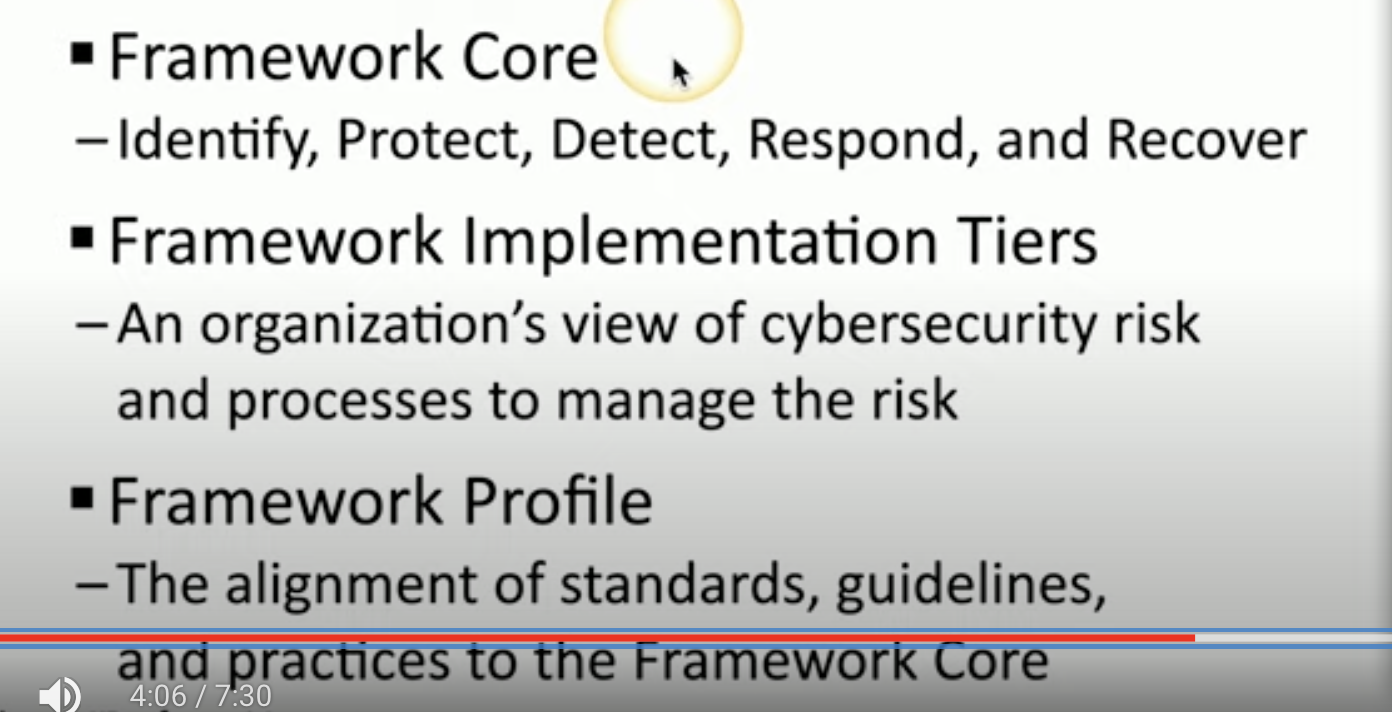 ▪ Framework Core
– Identify, Protect, Detect, Respond, and Recover
▪ Framework Implementation Tiers
– An organization’s view of cybersecurity risk
and processes to manage the risk
▪ Framework Profile
– The alignment of standards, guidelines,
and practices to the Framework Core
4:06 / 7:30